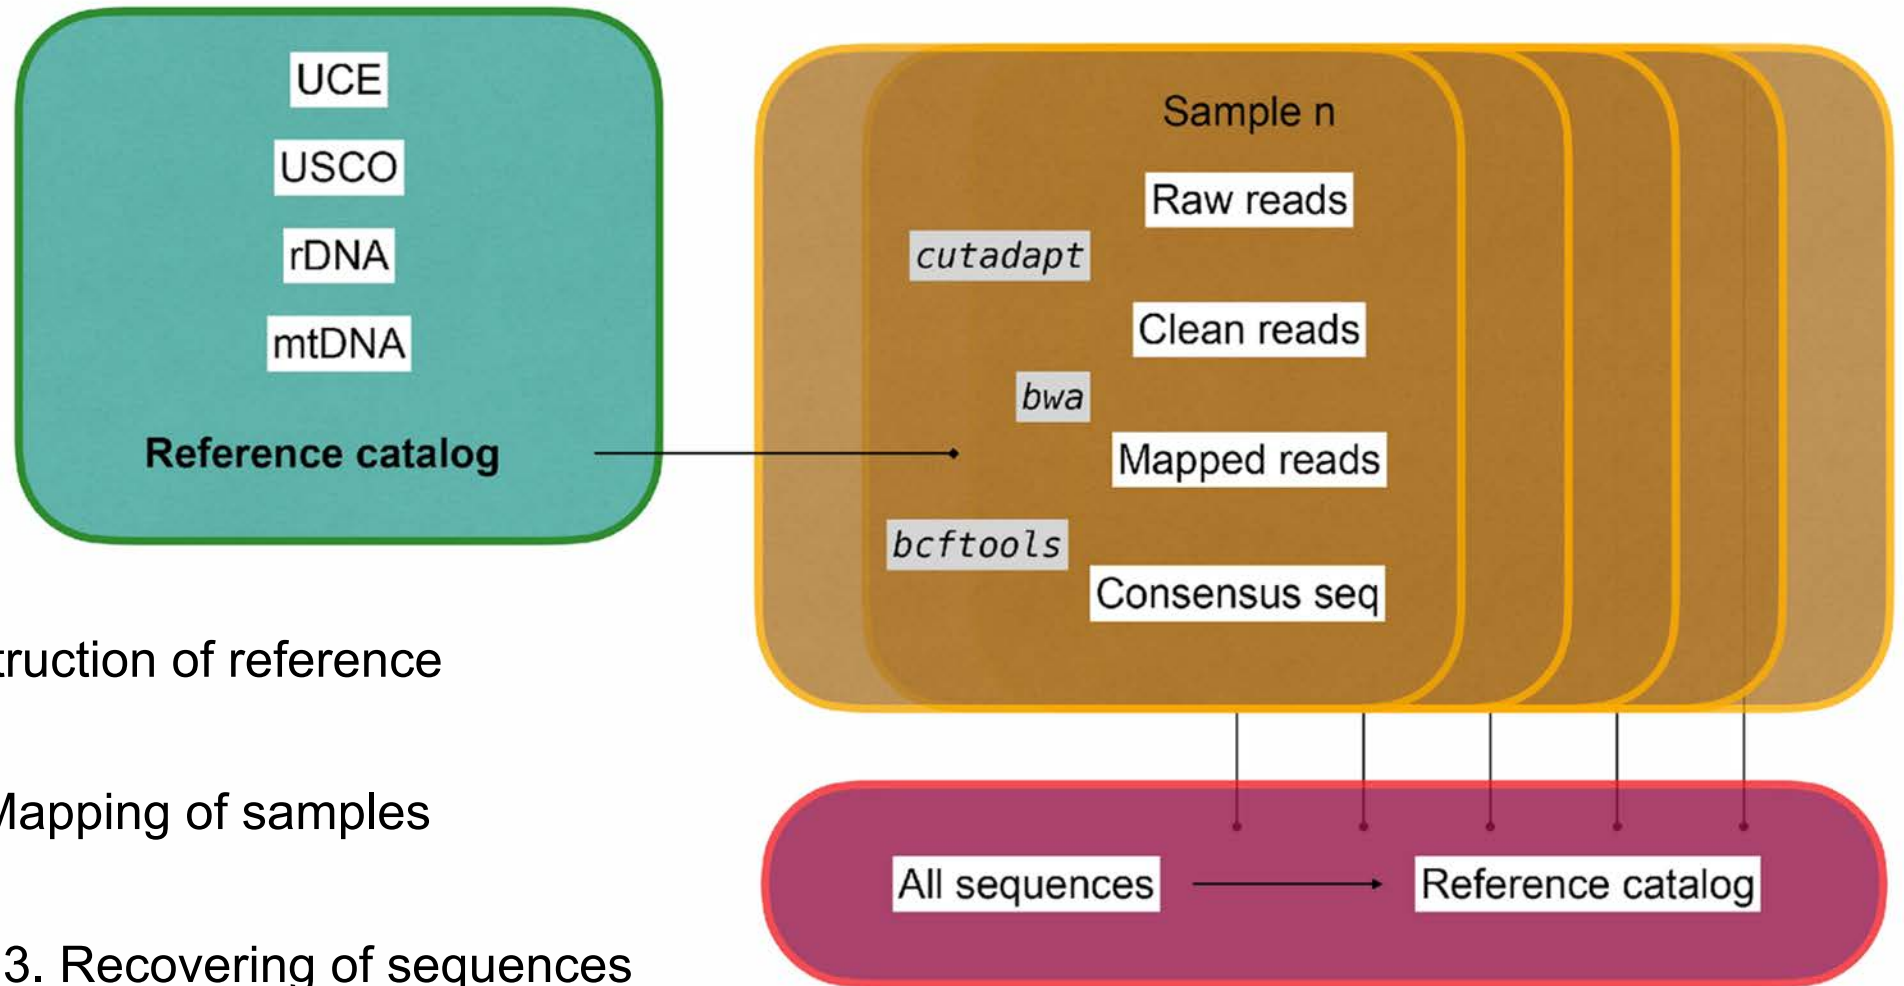 UCE
USCO
rDNA
mtDNA
Reference catalog
Sample n
Raw reads
cutadapt
Clean reads
bwa
Mapped reads
bcftools
Consensus seq
of reference
Mapping of samples
3. Recovering of sequences
All sequences
Reference catalog